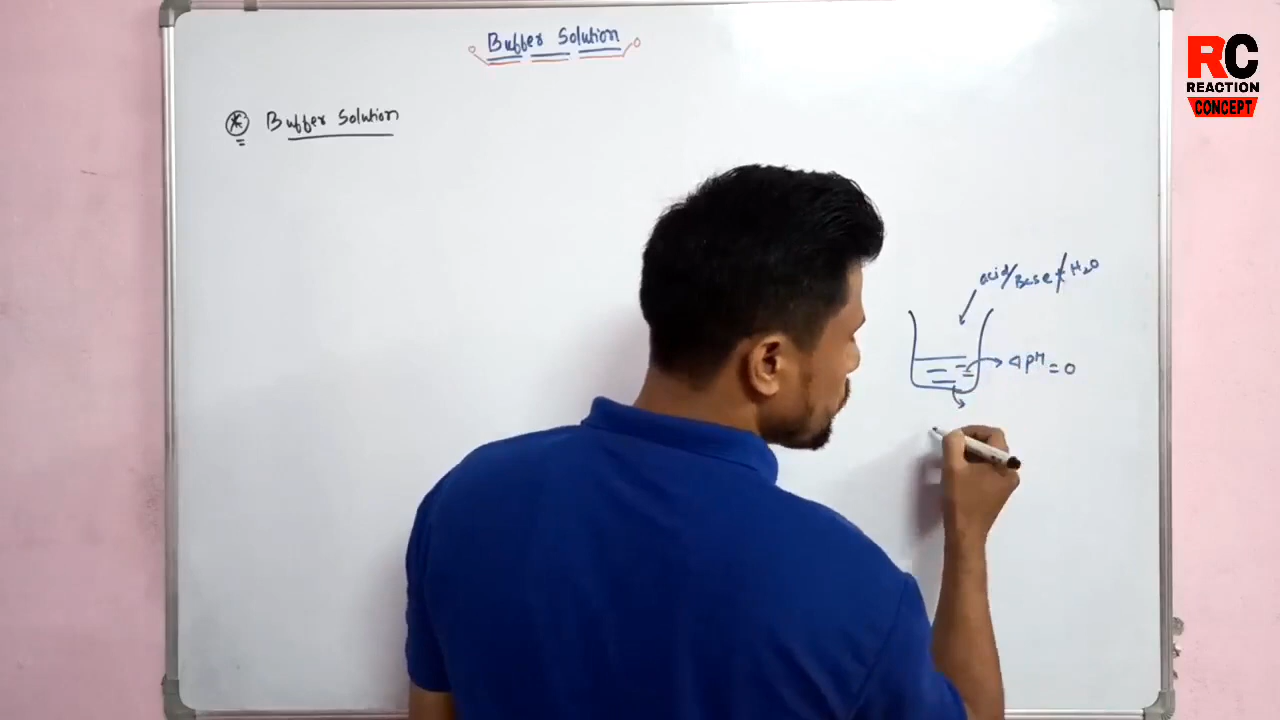 Buffer Solution
RC
REACTION
CONCEPT
* Buffer Solution
acid/Base/H₂O
ΔpH = 0